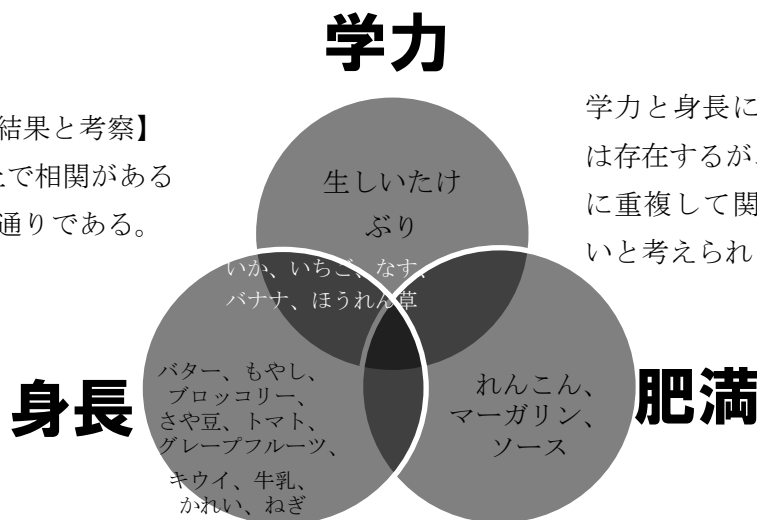 学力
結果と考察】
上で相関がある
通りである。
学力と身長に
は存在するが、
に重複して関
いと考えられ
生しいたけ
ぶり
いか、いちご、なす、
バナナ、ほうれん草
身長
バター、もやし、
ブロッコリー、
さや豆、トマト、
グレープフルーツ、
キウイ、牛乳、
かれい、ねぎ
れんこん、
マーガリン、
ソース
肥満